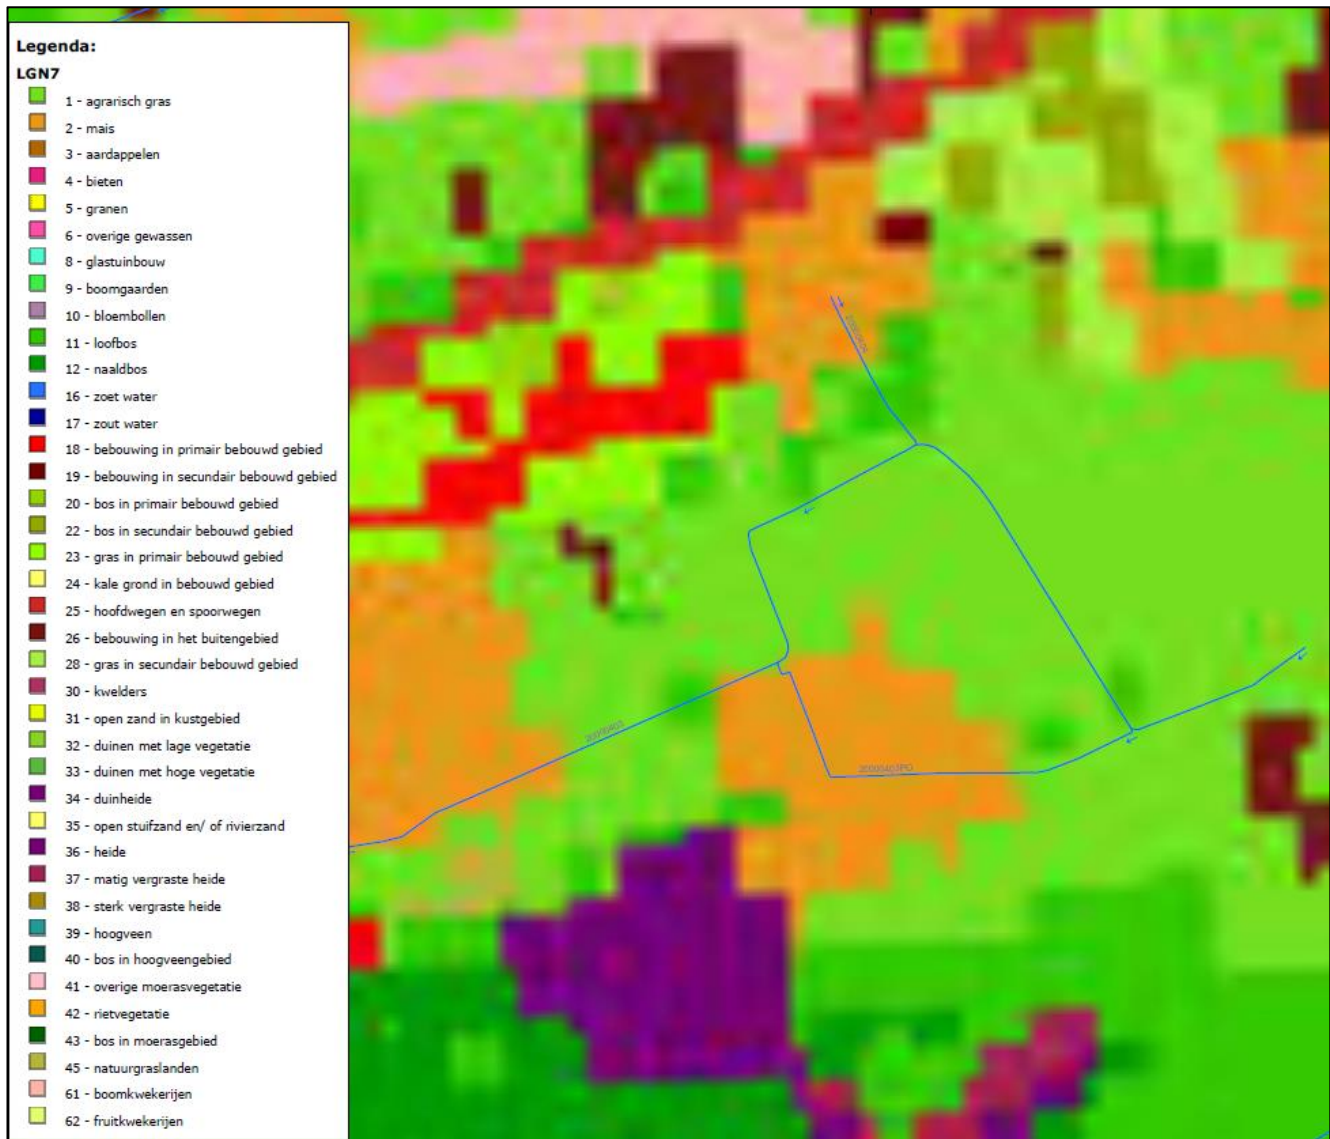 Legenda:
LGN7
1 - agrarisch gras
2 - mais
3 - aardappelen
4 - bieten
5 - granen
6 - overige gewassen
8 - glastuinbouw
9 - boomgaarden
10 - bloembollen
11 - loofbos
12 - naaldbos
16 - zoet water
17 - zout water
18 - bebouwing in primair bebouwd gebied
19 - bebouwing in secundair bebouwd gebied
20 - bos in primair bebouwd gebied
22 - bos in secundair bebouwd gebied
23 - gras in primair bebouwd gebied
24 - kale grond in bebouwd gebied
25 - hoofdwegen en spoorwegen
26 - bebouwing in het buitengebied
28 - gras in secundair bebouwd gebied
30 - kwelders
31 - open zand in kustgebied
32 - duinen met lage vegetatie
33 - duinen met hoge vegetatie
34 - duinheide
35 - open stuifzand en/ of rivierzand
36 - heide
37 - matig vergraste heide
38 - sterk vergraste heide
39 - hoogveen
40 - bos in hoogveengebied
41 - overige moerasvegetatie
42 - rietvegetatie
43 - bos in moerasgebied
45 - natuurgraslanden
61 - boomkwekerijen
62 - fruitkwekerijen